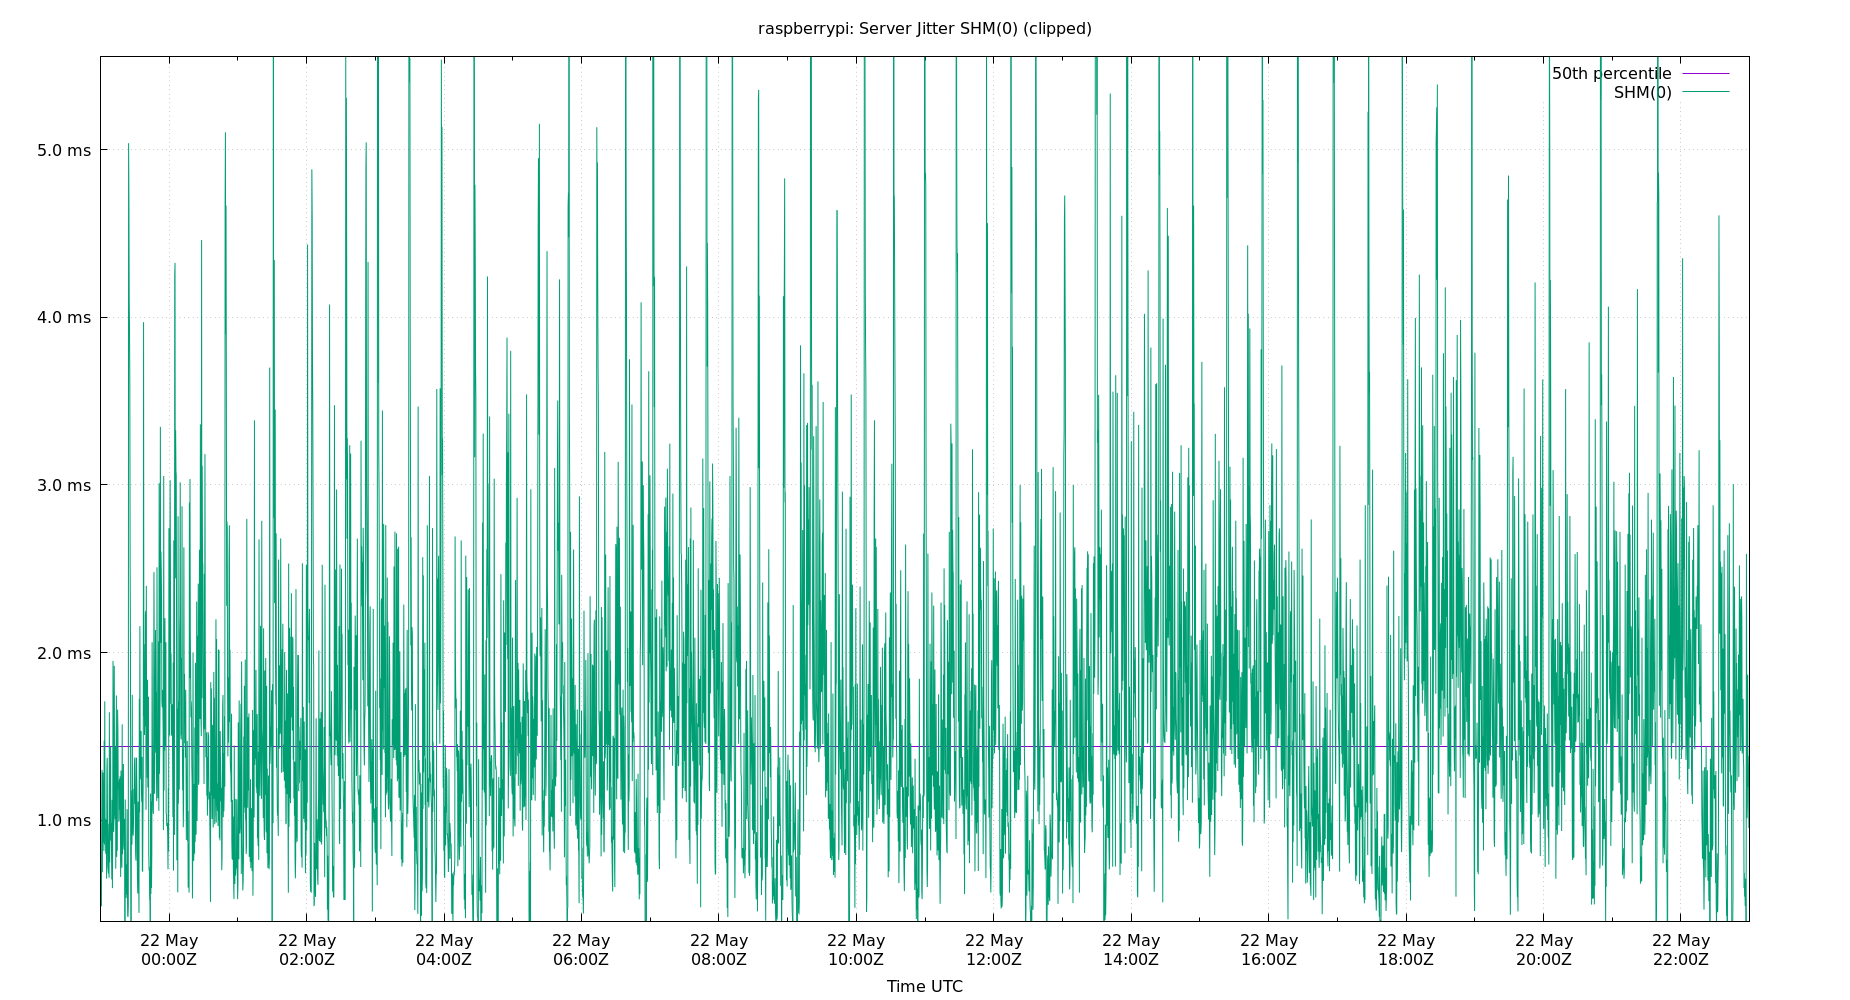 raspberrypi: Server Jitter SHM(0) (clipped)
50th percentile
SHM(0)
5.0 ms
4.0 ms
3.0 ms
2.0 ms
1.0 ms
22 May 22 May 22 May 22 May 22 May 22 May 22 May 22 May 22 May 22 May 22 May 22 May
00:00Z 02:00Z 04:00Z 06:00Z 08:00Z 10:00Z 12:00Z 14:00Z 16:00Z 18:00Z 20:00Z 22:00Z
Time UTC